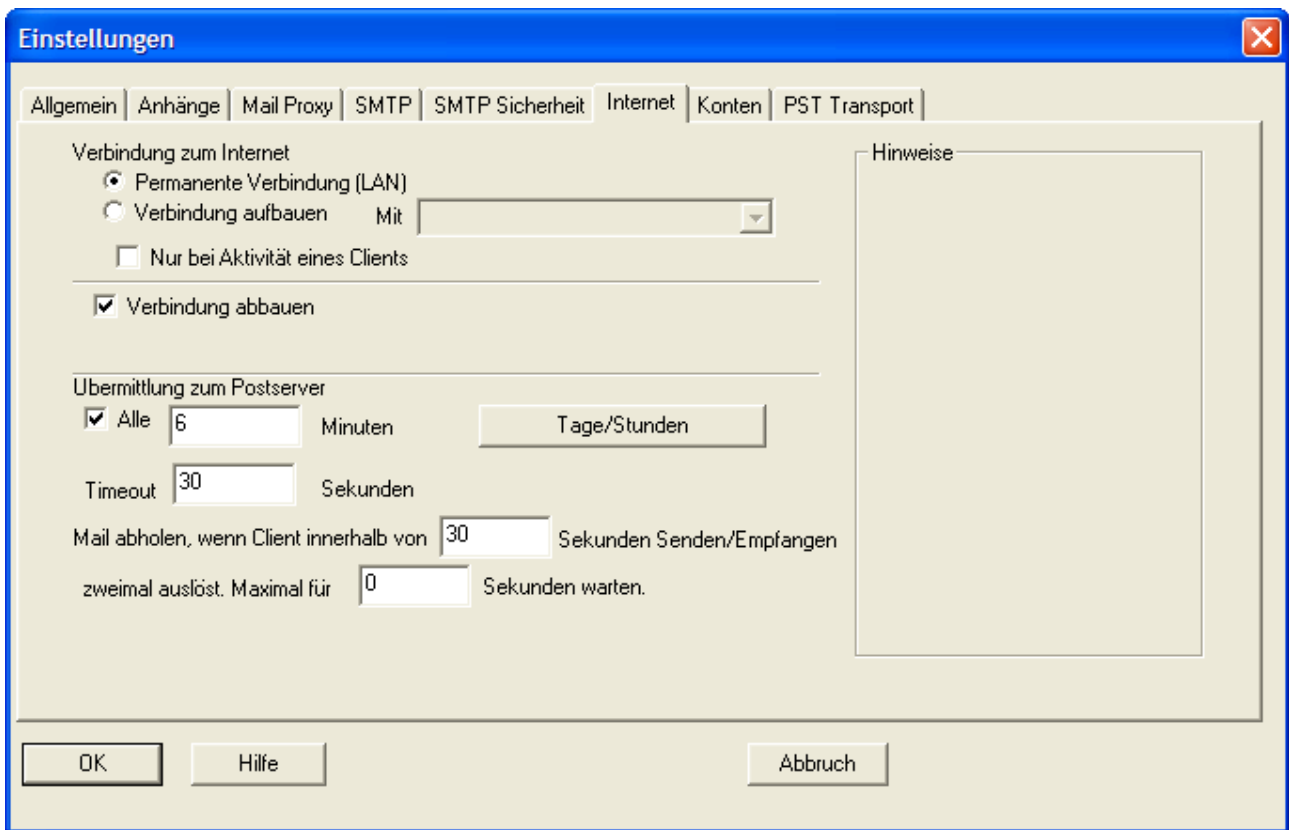 Einstellungen
Allgemein Anhänge Mail Proxy SMTP SMTP Sicherheit Internet Konten PST Transport
Verbindung zum Internet
Permanente Verbindung (LAN)
Verbindung aufbauen Mit
Nur bei Aktivität eines Clients
Verbindung abbauen
Übermittlung zum Postserver
Alle 6 Minuten Tage/Stunden
Timeout 30 Sekunden
Mail abholen, wenn Client innerhalb von 30 Sekunden Senden/Empfangen
zweimal auslöst. Maximal für 0 Sekunden warten.
Hinweise
OK Hilfe Abbruch